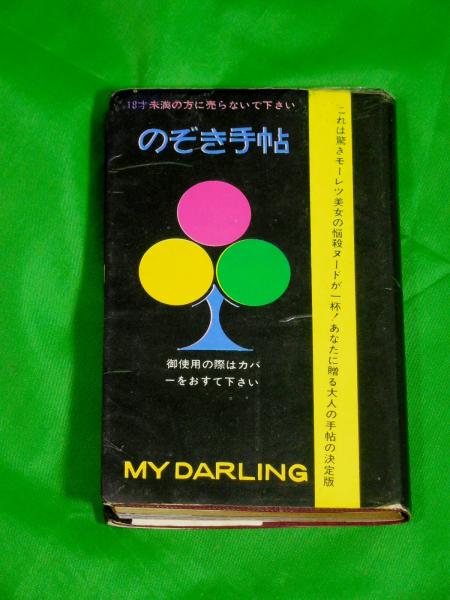 18才未満の方に売らないで下さい
のぞき手帖
これは驚きモーレツ美女の悩殺ヌードが一杯!あなたに贈る大人の手帖の決定版
御使用の際はカバ
ーをおすて下さい
MY DARLING